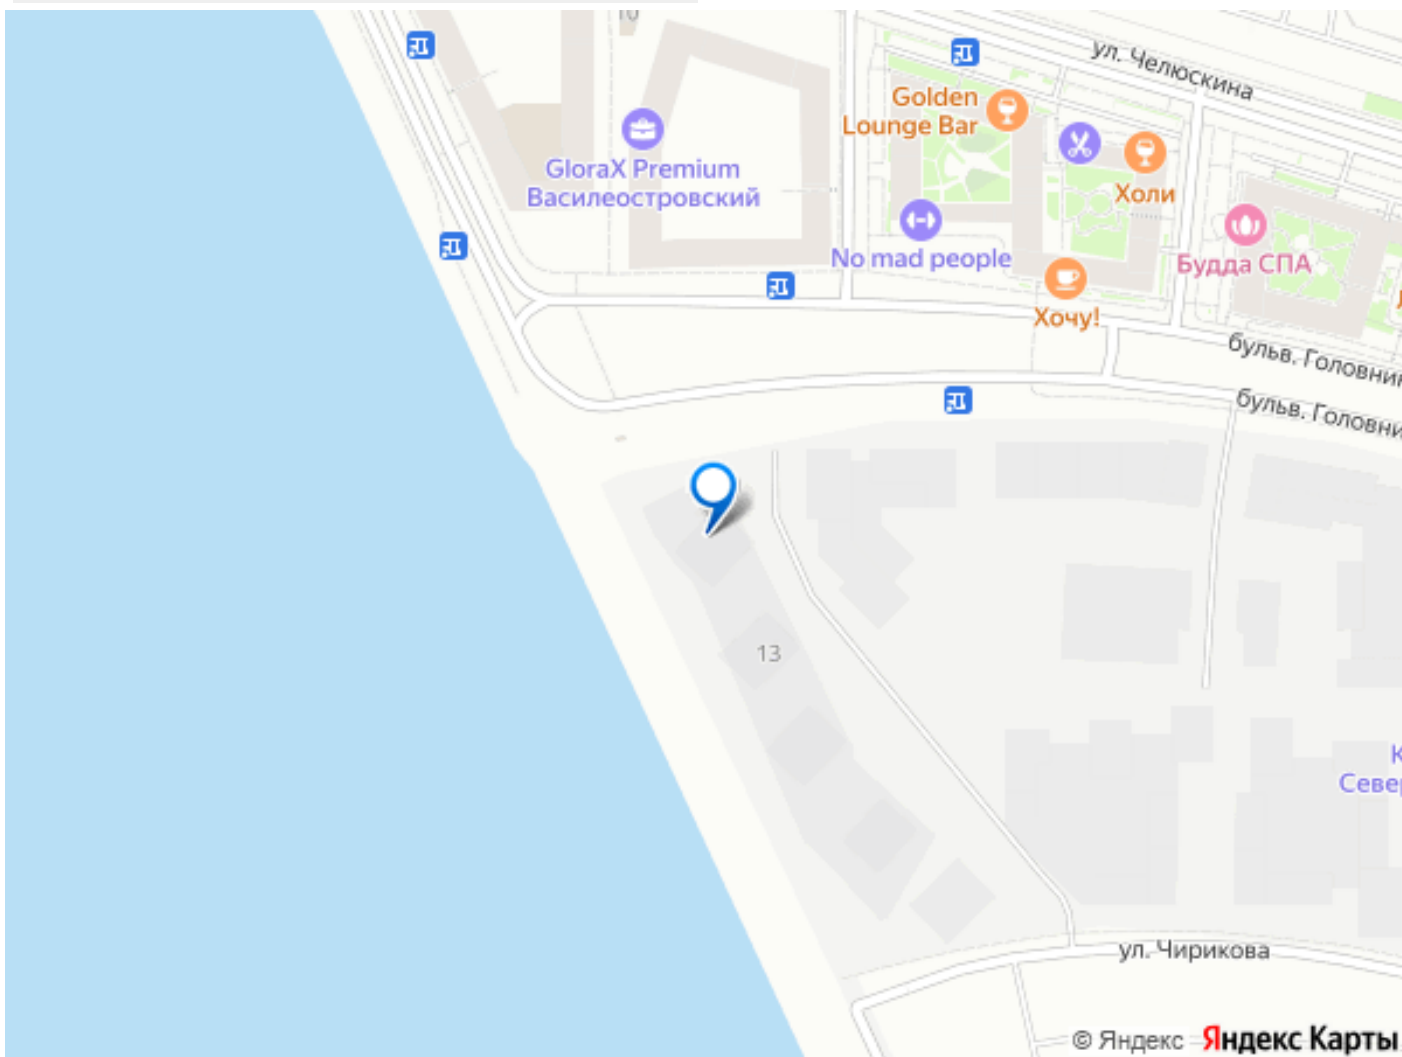 10
ул. Челюскина
Golden
Lounge Bar
GloraX Premium
Василеостровский
Холи
No mad people
Будда СПА
Хочу!
бульв. Головни
бульв. Головни
13
Севе
ул. Чирикова
© Яндекс Яндекс Карты